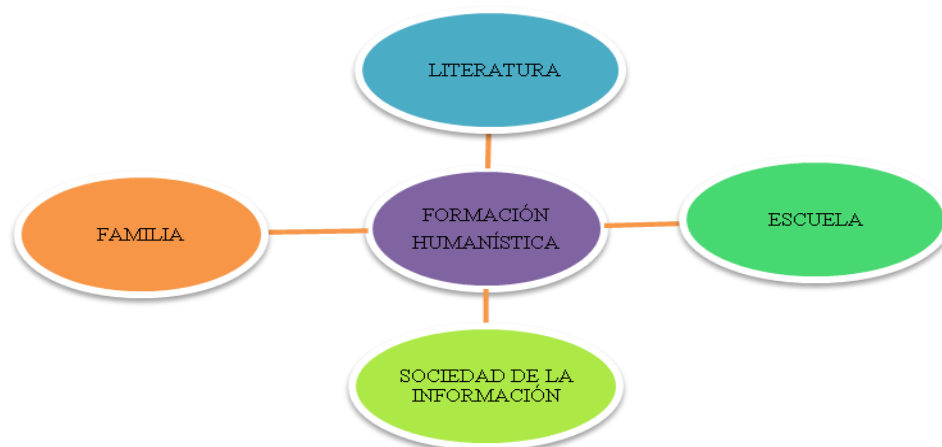 LITERATURA
FAMILIA
FORMACIÓN
HUMANÍSTICA
ESCUELA
SOCIEDAD DE LA
INFORMACIÓN